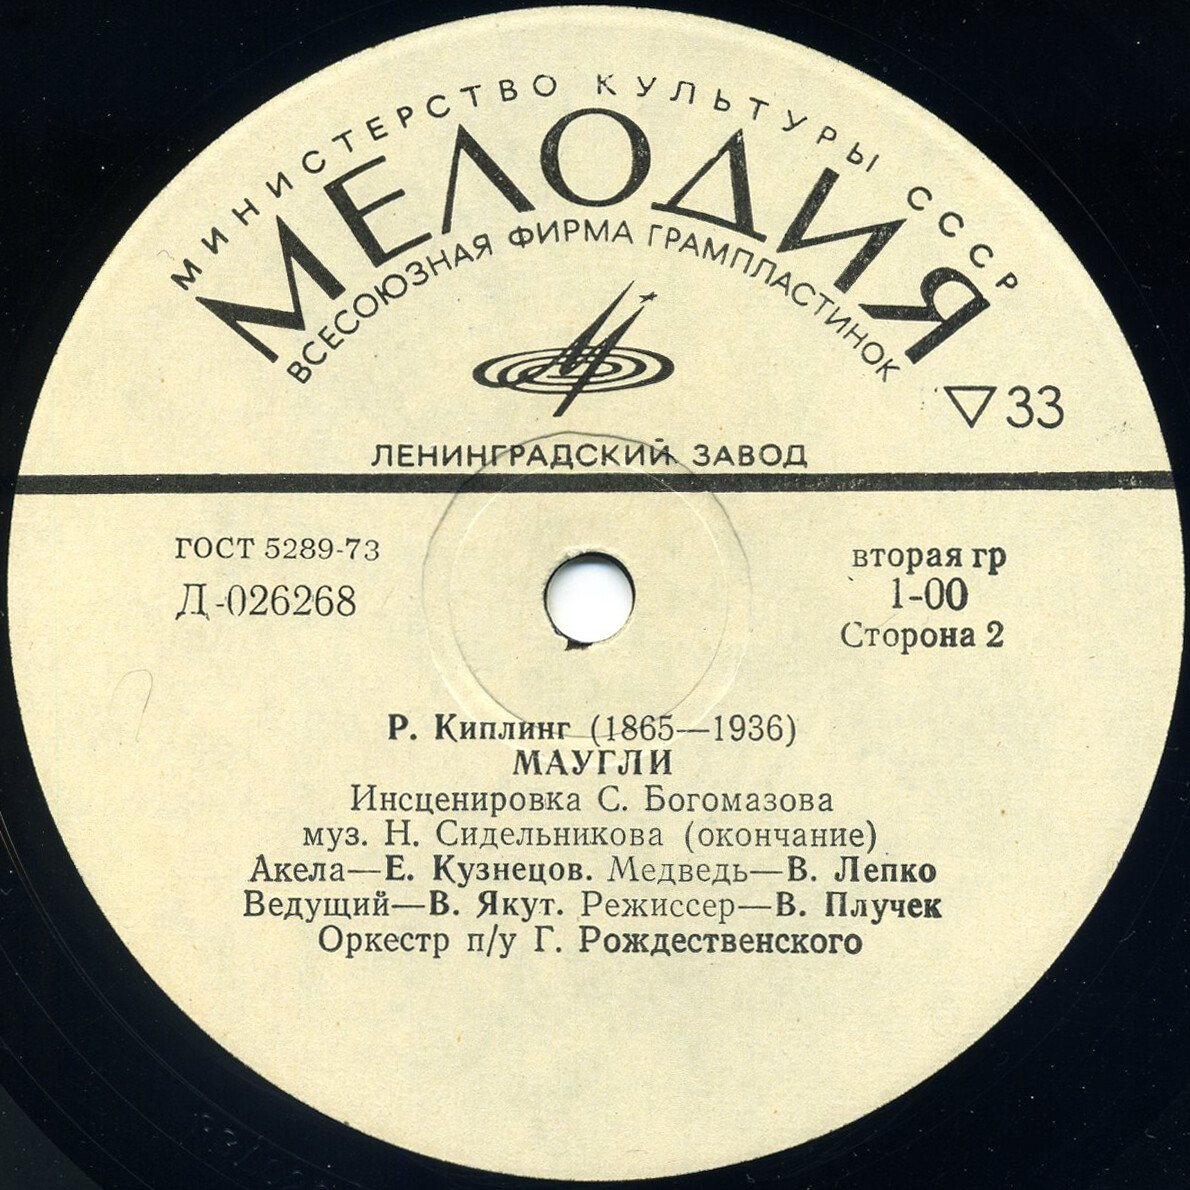 МИНИСТЕРСТВО КУЛЬТУРЫ СССР
МЕЛОДИЯ
ВСЕСОЮЗНАЯ ФИРМА ГРАМПЛАСТИНОК
33
ЛЕНИНГРАДСКИЙ ЗАВОД
ГОСТ 5289-73
Д-026268
вторая гр
1-00
Сторона 2
Р. Киплинг (1865—1936)
МАУГЛИ
Инсценировка С. Богомазова
муз. Н. Сидельникова (окончание)
Акела—Е. Кузнецов. Медведь—В. Лепко
Ведущий—В. Якут. Режиссер—В. Плучек
Оркестр п/у Г. Рождественского